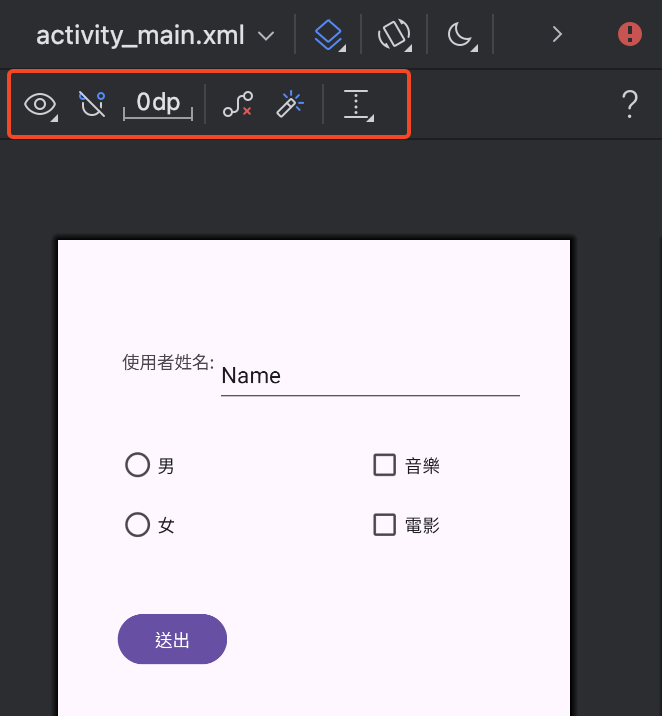 activity_main.xml
0dp
?
使用者姓名:
Name
男
音樂
女
電影
送出